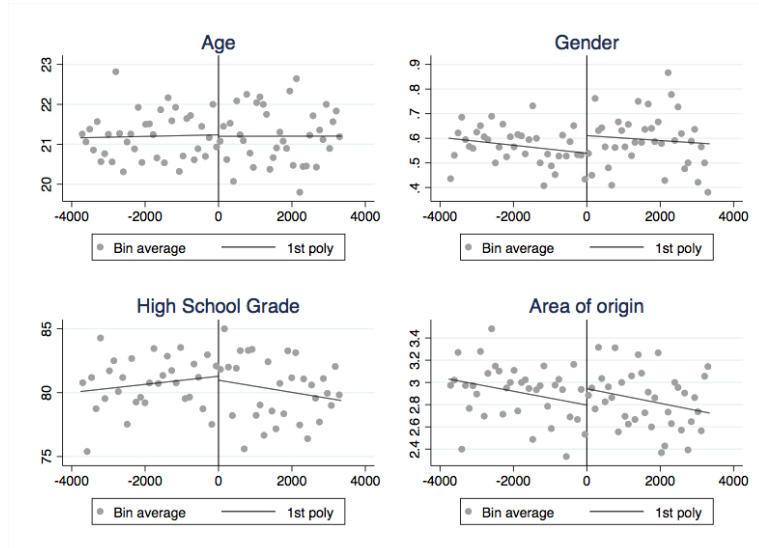 Age
23
22
21
20
-4000 -2000 0 2000 4000
Bin average 1st poly
Gender
.9
.8
.7
.6
.5
.4
-4000 -2000 0 2000 4000
Bin average 1st poly
High School Grade
85
80
75
-4000 -2000 0 2000 4000
Bin average 1st poly
Area of origin
2.4 2.6 2.8 3 3.2 3.4
-4000 -2000 0 2000 4000
Bin average 1st poly